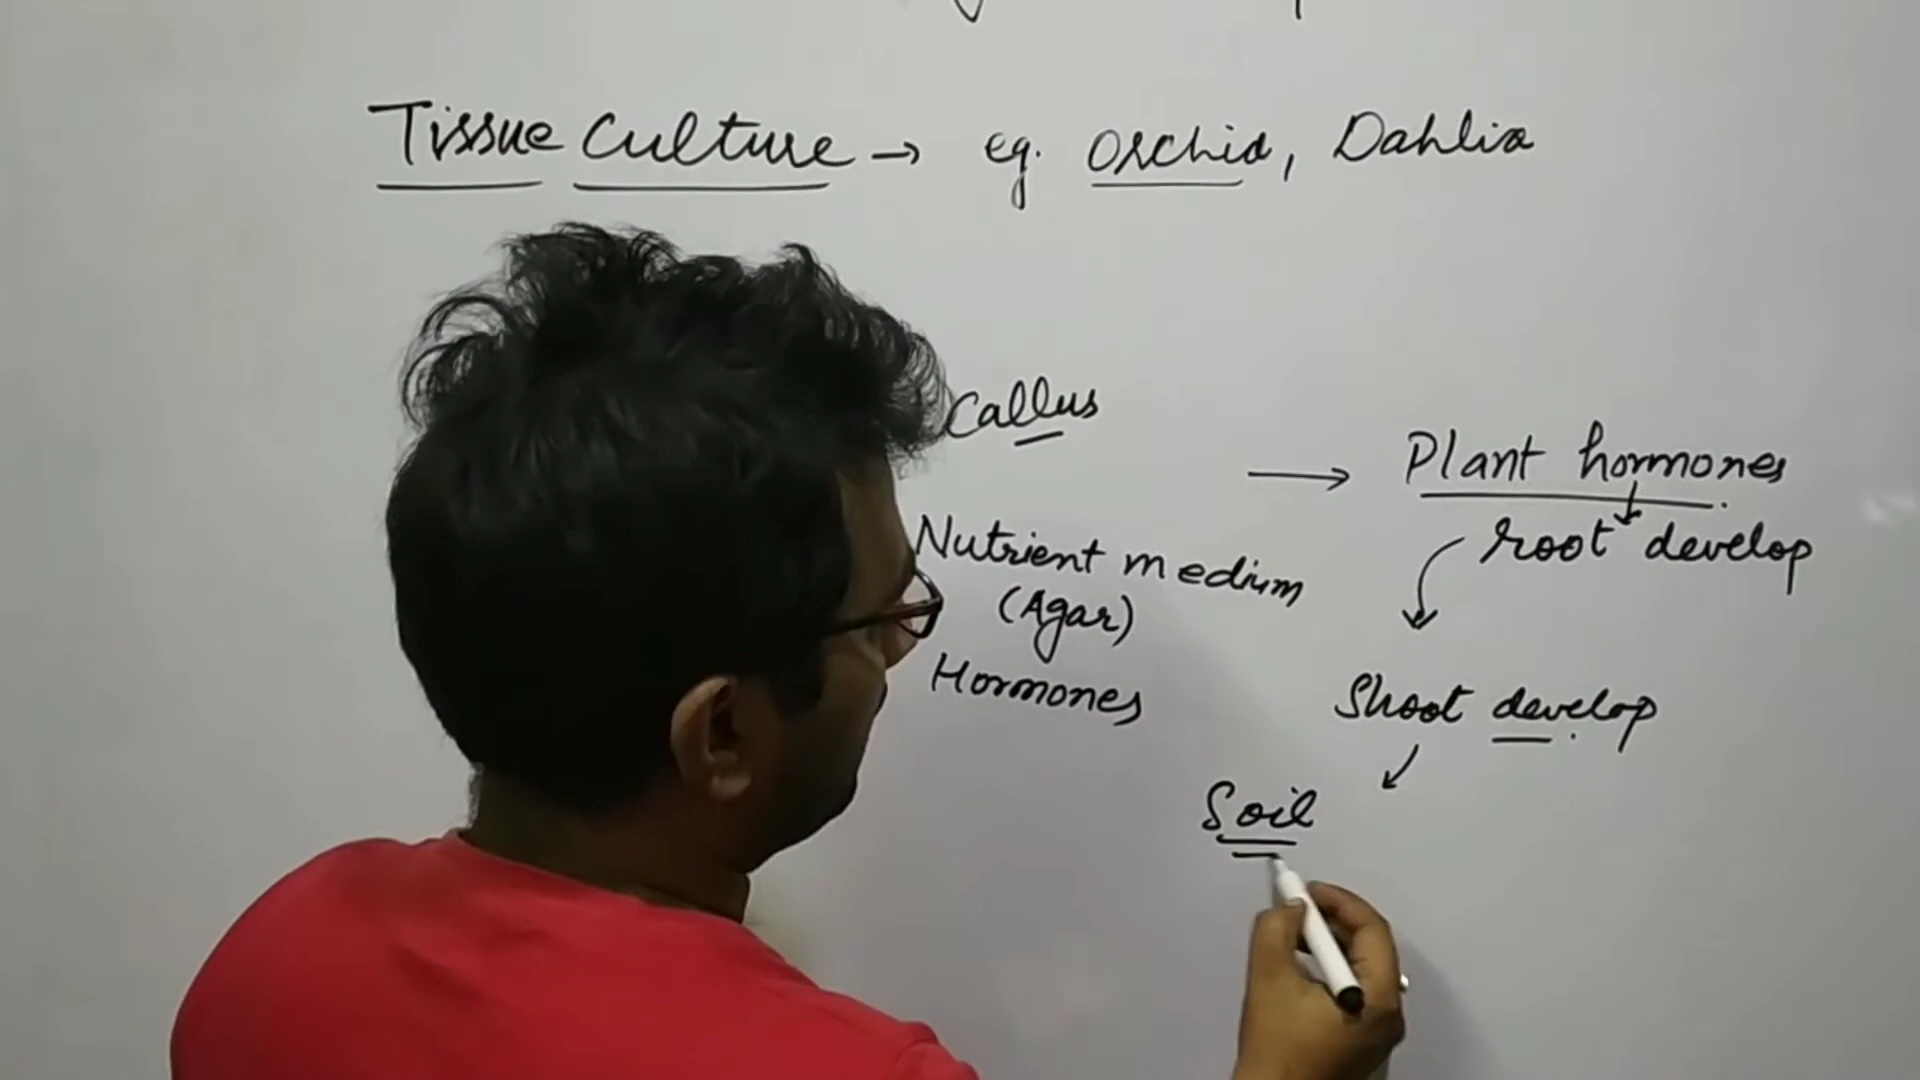 Tissue Culture → eg. Orchid, Dahlia
Callus
→ Plant hormones
root develop
Nutrient medium
(Agar)
Hormones
Shoot develop
Soil